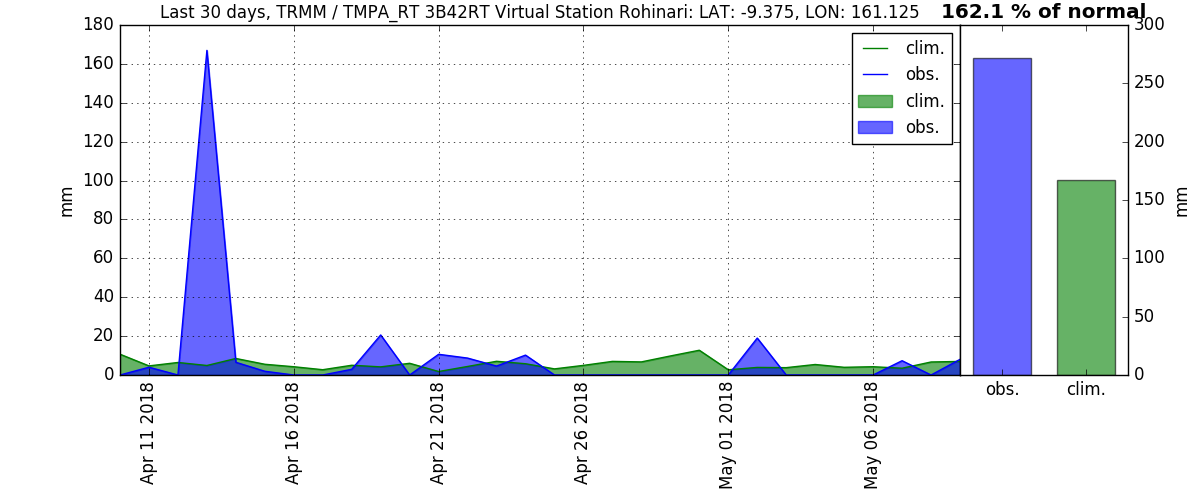 Last 30 days, TRMM / TMPA_RT 3B42RT Virtual Station Rohinari: LAT: -9.375, LON: 161.125
162.1 % of normal
180
160
140
120
100
80
60
40
20
0
mm
clim.
obs.
clim.
obs.
Apr 11 2018
Apr 16 2018
Apr 21 2018
Apr 26 2018
May 01 2018
May 06 2018
300
250
200
150
100
50
0
mm
obs.
clim.